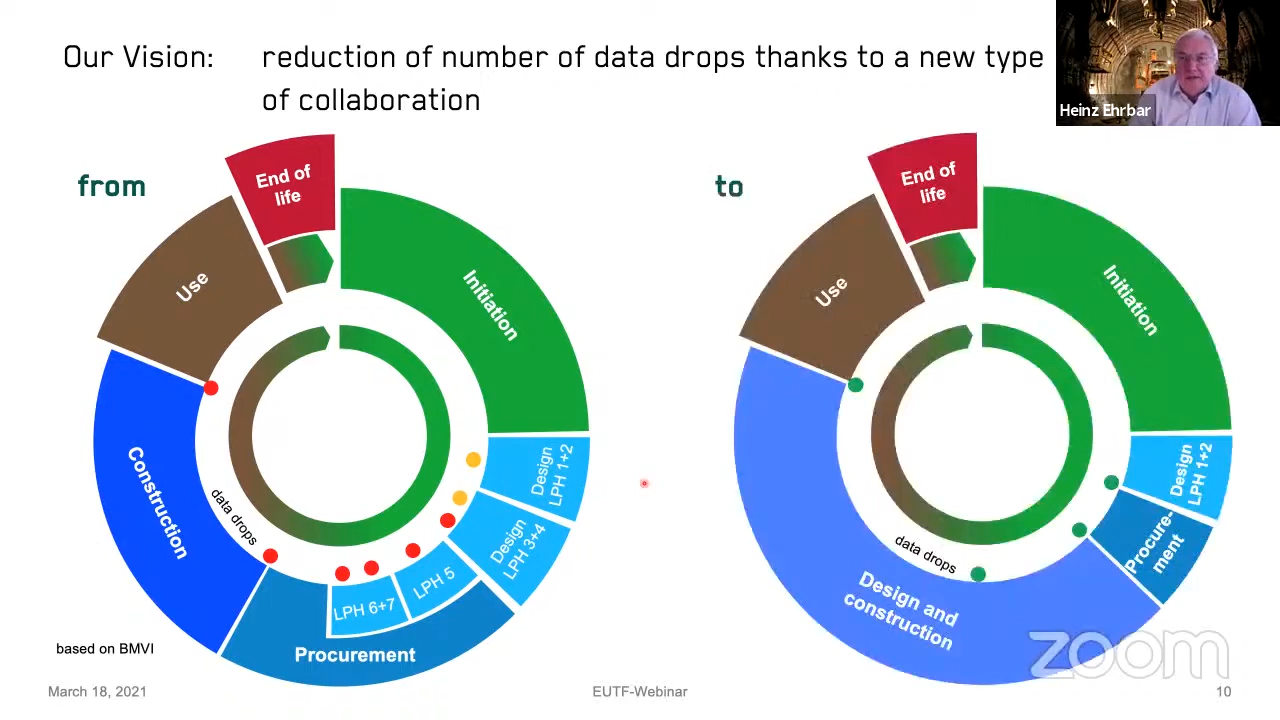 Our Vision: reduction of number of data drops thanks to a new type
of collaboration
Heinz Ehrbar
from
End of
life
Use
Initiation
Construction
data drops
Design
LPH 1+2
Design
LPH 3+4
LPH 5
LPH 6+7
Procurement
based on BMVI
to
End of
life
Use
Initiation
Design
LPH 1+2
Procure-
ment
data drops
Design and
construction
zoom
March 18, 2021
EUTF-Webinar
10